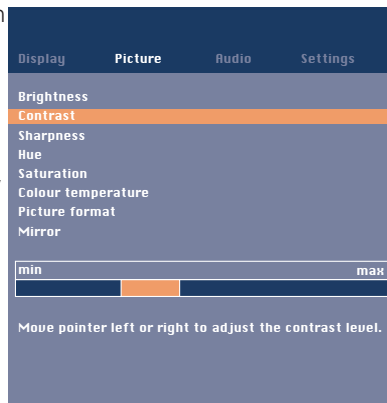 Display Picture Audio Settings
Brightness
Contrast
Sharpness
Hue
Saturation
Colour temperature
Picture format
Mirror
min max
Move pointer left or right to adjust the contrast level.